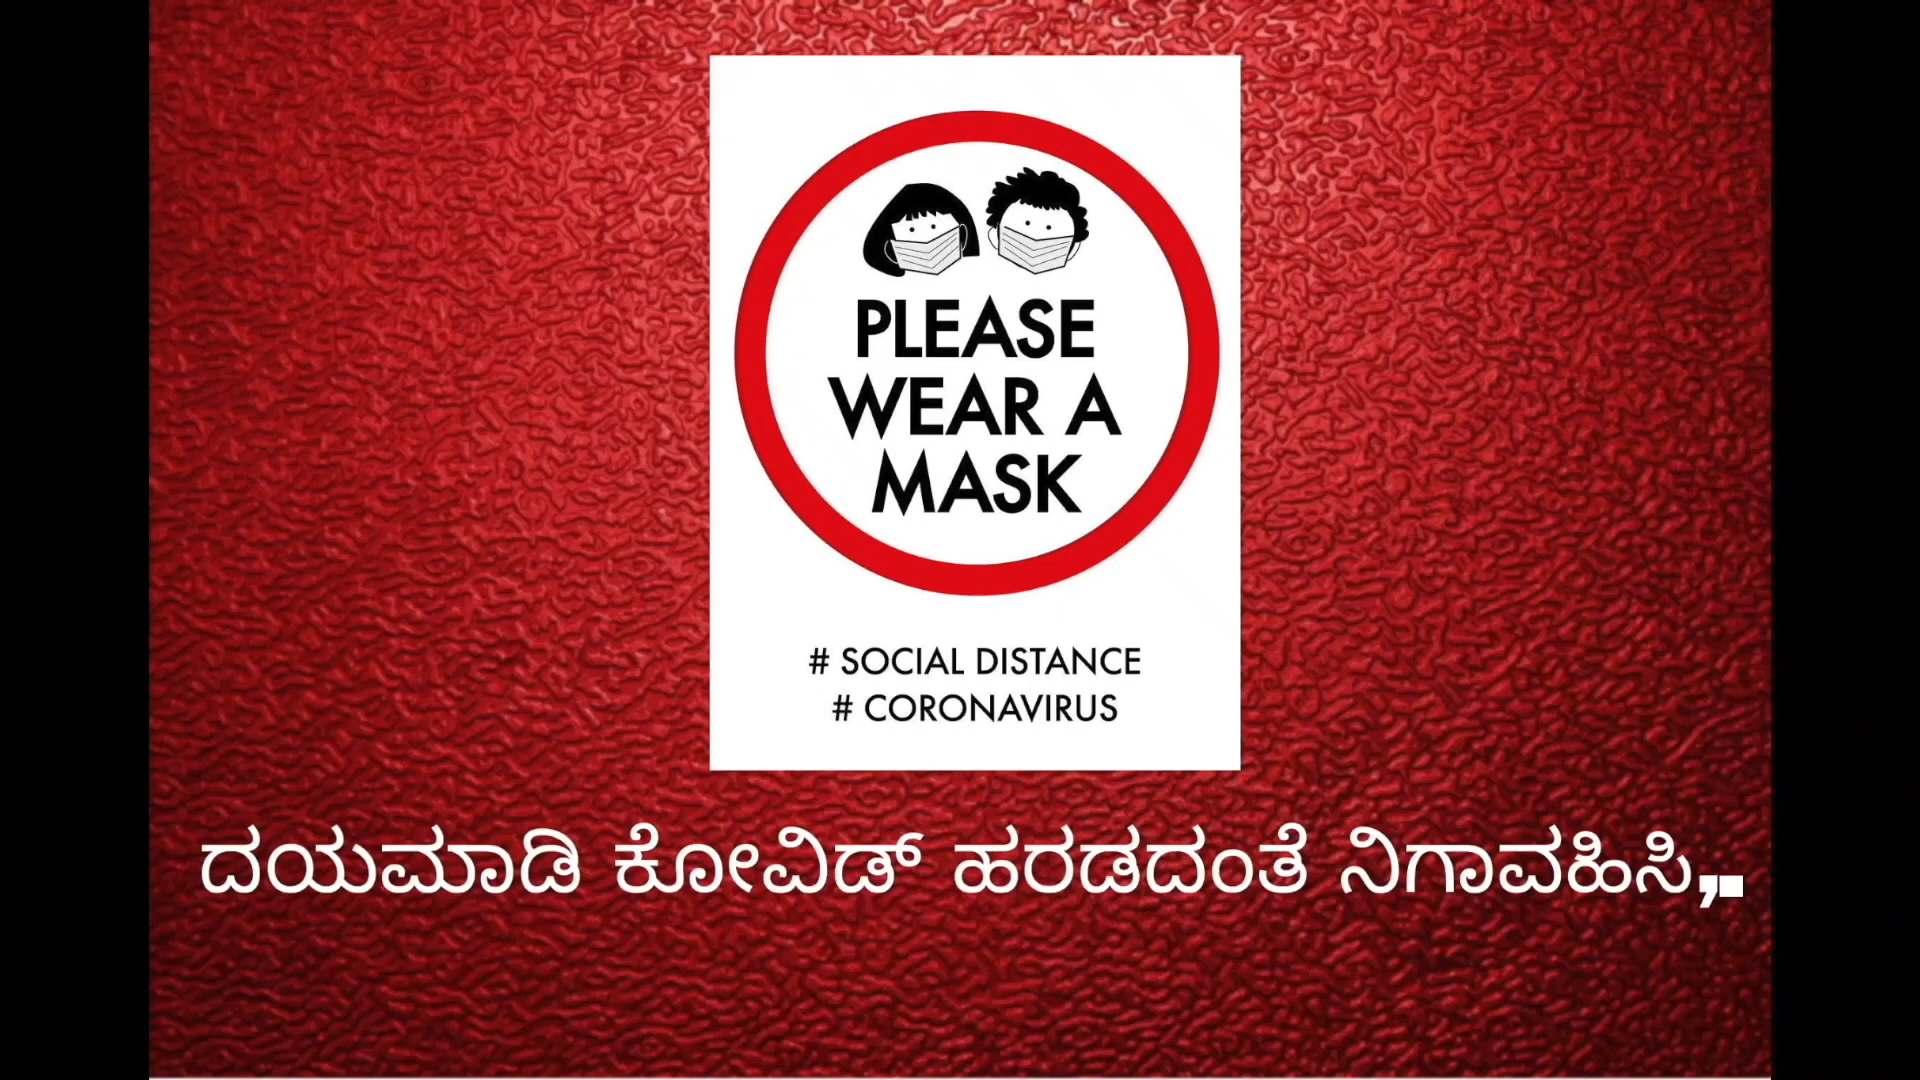 PLEASE
WEAR A
MASK
# SOCIAL DISTANCE
# CORONAVIRUS
ದಯಮಾಡಿ ಕೋವಿಡ್ ಹರಡದಂತೆ ನಿಗಾವಹಿಸಿ,.